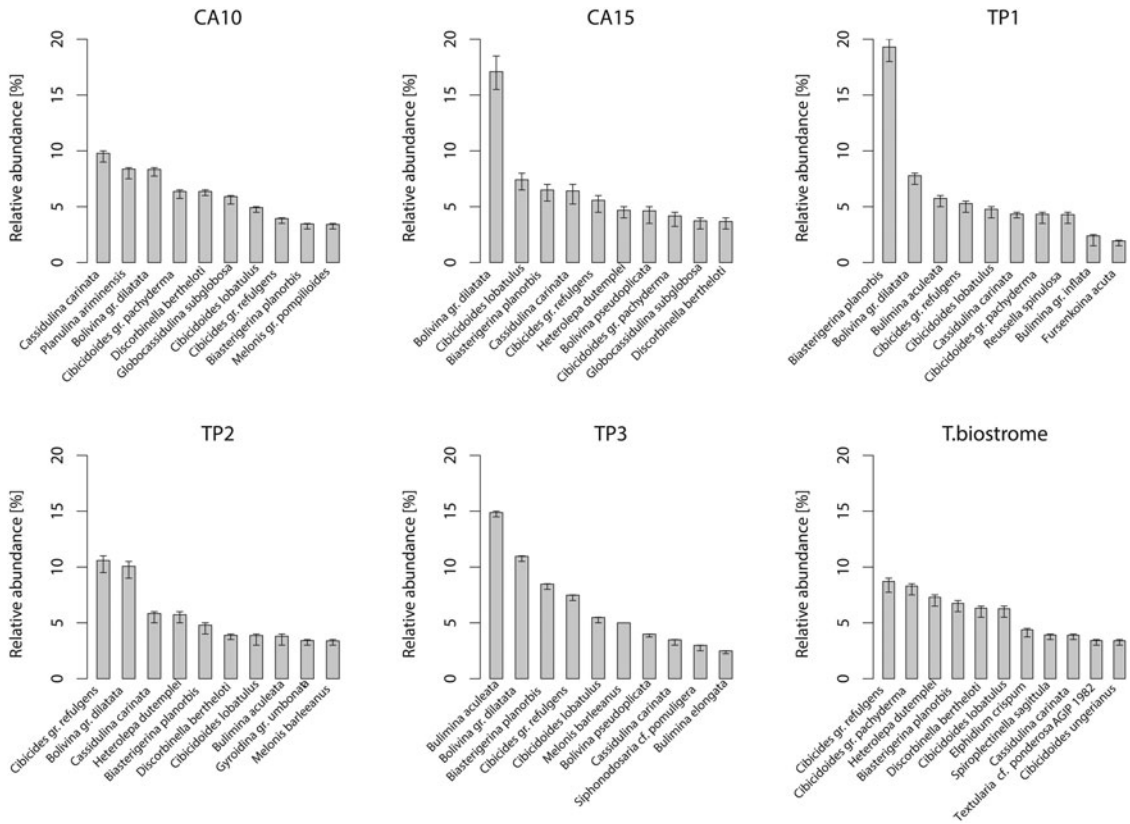 CA10
Relative abundance [%]
20
15
10
5
0
Cassidulina carinata
Planulina ariminensis
Bolivina gr. dilatata
Cibicidoides gr. pachyderma
Discorbinella bertheloti
Globocassidulina subglobosa
Cibicidoides lobatulus
Cibicides gr. refulgens
Biasterigerina planorbis
Melonis gr. pompilioides
CA15
Relative abundance [%]
20
15
10
5
0
Bolivina gr. dilatata
Cibicidoides lobatulus
Biasterigerina planorbis
Cassidulina carinata
Cibicides gr. refulgens
Heterolepa dutemplei
Bolivina pseudoplicata
Cibicidoides gr. pachyderma
Globocassidulina subglobosa
Discorbinella bertheloti
TP1
Relative abundance [%]
20
15
10
5
0
Biasterigerina planorbis
Bolivina gr. dilatata
Bulimina aculeata
Cibicides gr. refulgens
Cibicidoides lobatulus
Cassidulina carinata
Cibicidoides gr. pachyderma
Reussella spinulosa
Bulimina gr. inflata
Fursenkoina acuta
TP2
Relative abundance [%]
20
15
10
5
0
Cibicides gr. refulgens
Bolivina gr. dilatata
Cassidulina carinata
Heterolepa dutemplei
Biasterigerina planorbis
Discorbinella bertheloti
Cibicidoides lobatulus
Bulimina aculeata
Gyroidina gr. umbonata
Melonis barleeanus
TP3
Relative abundance [%]
20
15
10
5
0
Bulimina aculeata
Bolivina gr. dilatata
Biasterigerina planorbis
Cibicides gr. refulgens
Cibicidoides lobatulus
Melonis barleeanus
Bolivina pseudoplicata
Cassidulina carinata
Siphonodosaria cf. pomuligera
Bulimina elongata
T.biostrome
Relative abundance [%]
20
15
10
5
0
Cibicides gr. refulgens
Cibicidoides gr. pachyderma
Heterolepa dutemplei
Biasterigerina planorbis
Discorbinella bertheloti
Cibicidoides lobatulus
Elphidium crispum
Spiroplectinella sagittula
Cassidulina carinata
Textularia cf. ponderosa AGIP 1982
Cibicidoides ungerianus